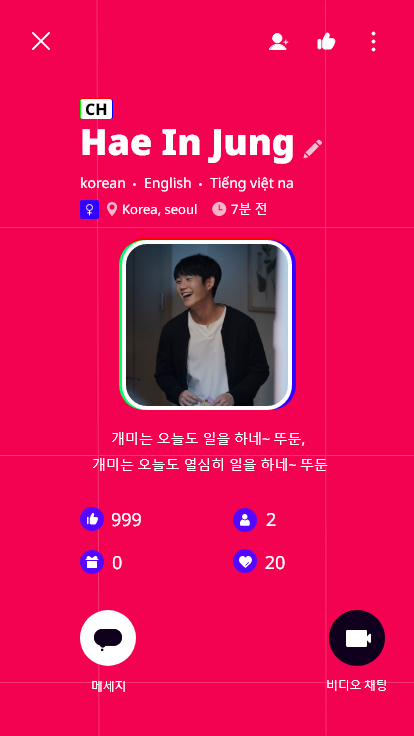 CH
Hae In Jung
korean • English • Tiếng việt na
Korea, seoul 7분 전
개미는 오늘도 일을 하네~ 뚜둔,
개미는 오늘도 열심히 일을 하네~ 뚜둔
999 2
0 20
메세지 비디오 채팅